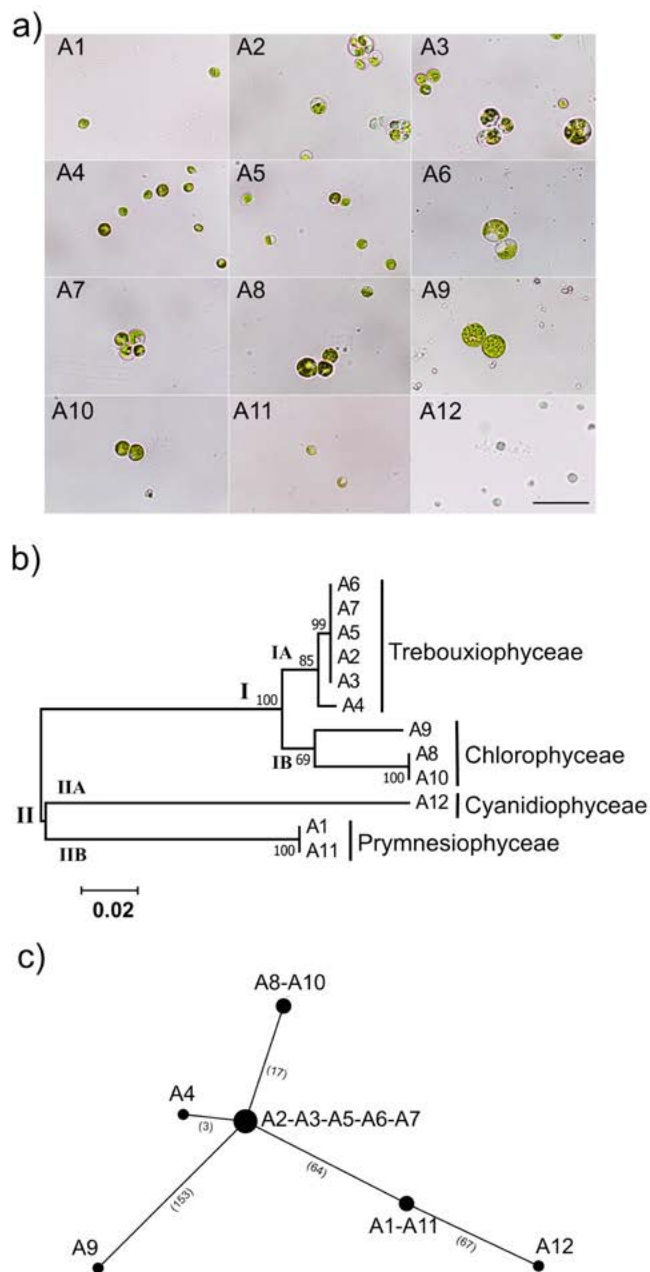 a)
A1 A2 A3
A4 A5 A6
A7 A8 A9
A10 A11 A12
b)
A6
A7
99 A5 Trebouxiophyceae
IA 85 A2
A3
I 100 A4
A9
IB 69 A8 Chlorophyceae
100 A10
IIA A12 Cyanidiophyceae
II A1
IIB 100 A11 Prymnesiophyceae
0.02
c)
A8-A10
(17)
A4
(3) A2-A3-A5-A6-A7
(64)
(153)
A1-A11
(67)
A9 A12